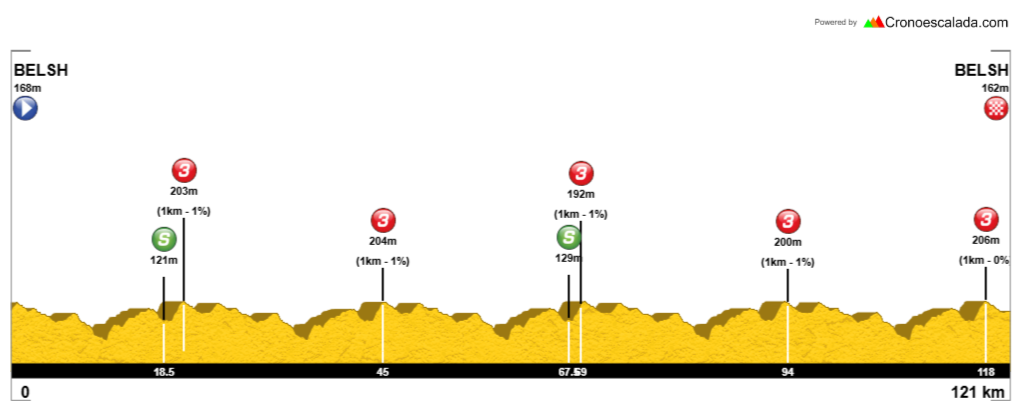 Powered by Cronoescalada.com
BELSH
168m
BELSH
162m
3
203m
(1km - 1%)
S
121m
3
204m
(1km - 1%)
3
192m
(1km - 1%)
S
129m
3
200m
(1km - 1%)
3
206m
(1km - 0%
18.5
45
67.5
69
94
118
0
121 km